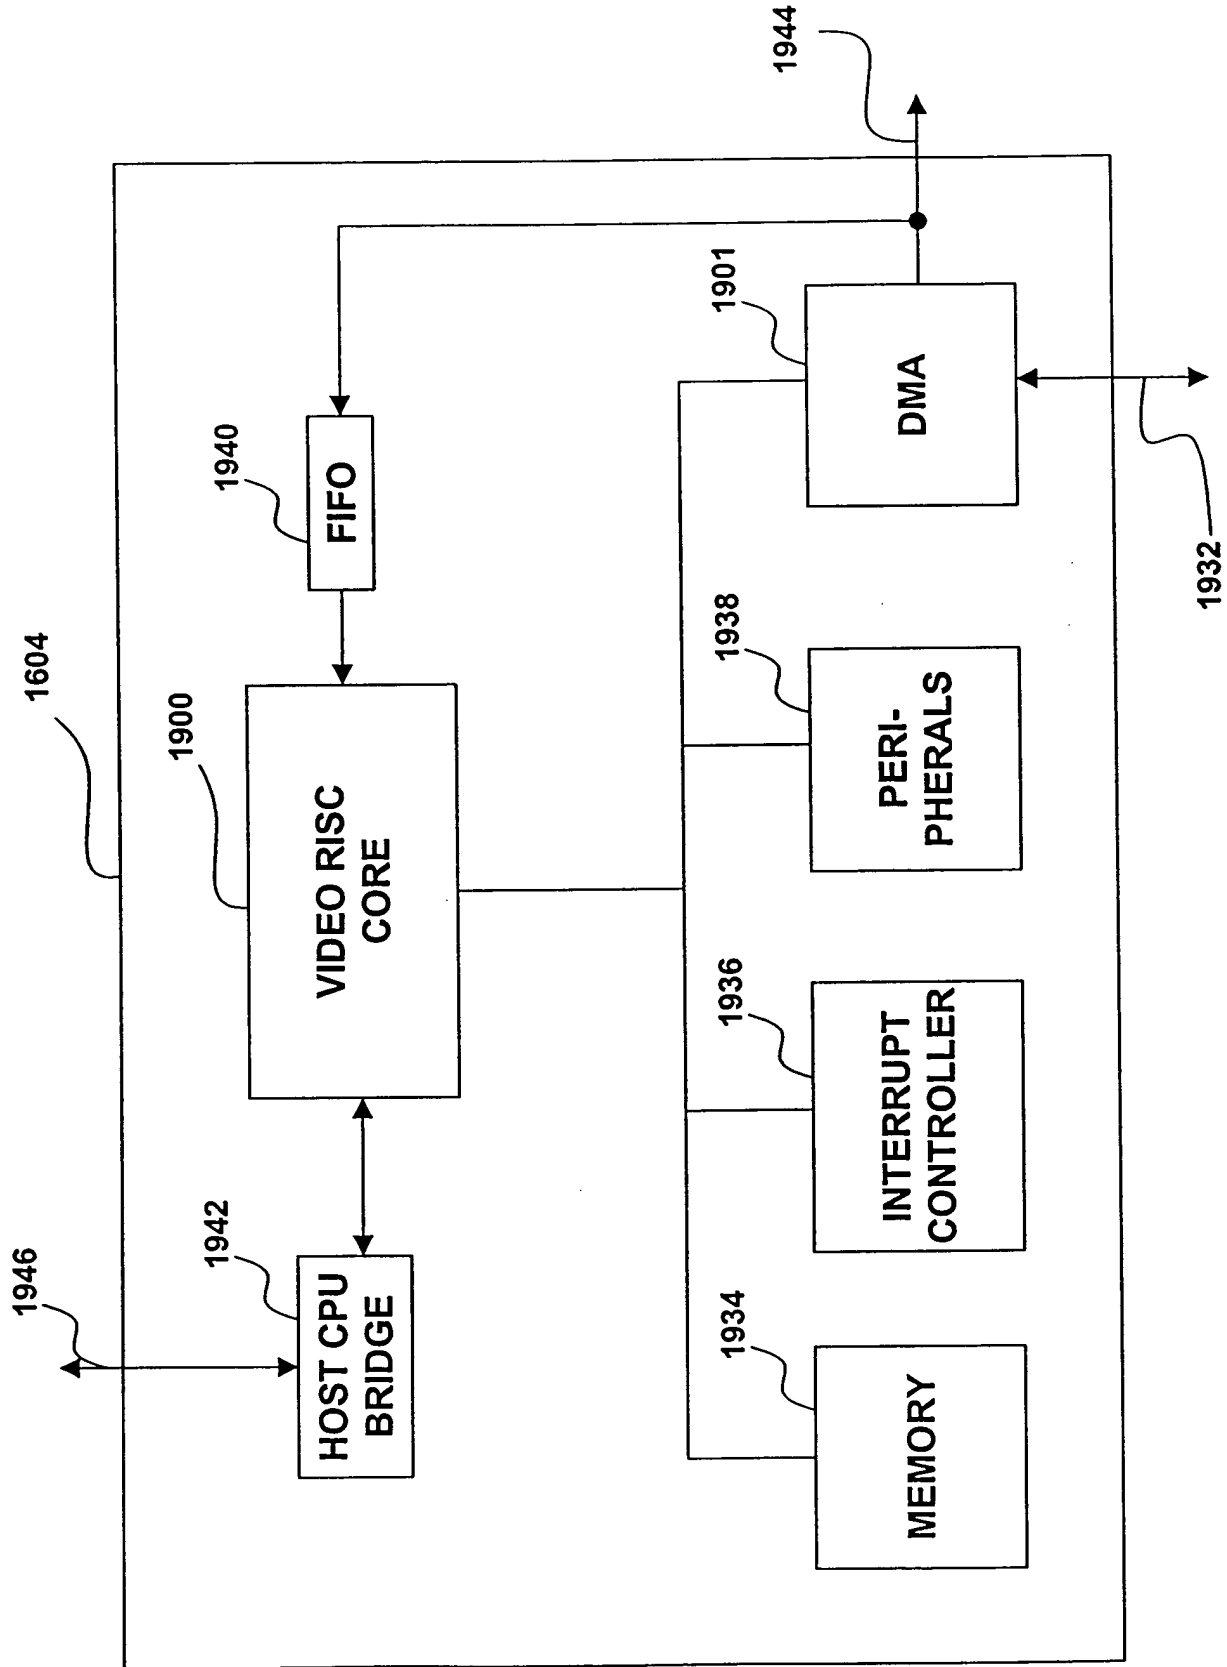 1604
1946
1942
HOST CPU
BRIDGE
1900
VIDEO RISC
CORE
1940
FIFO
1934
MEMORY
1936
INTERRUPT
CONTROLLER
1938
PERI-
PHERALS
1901
DMA
1944
1932